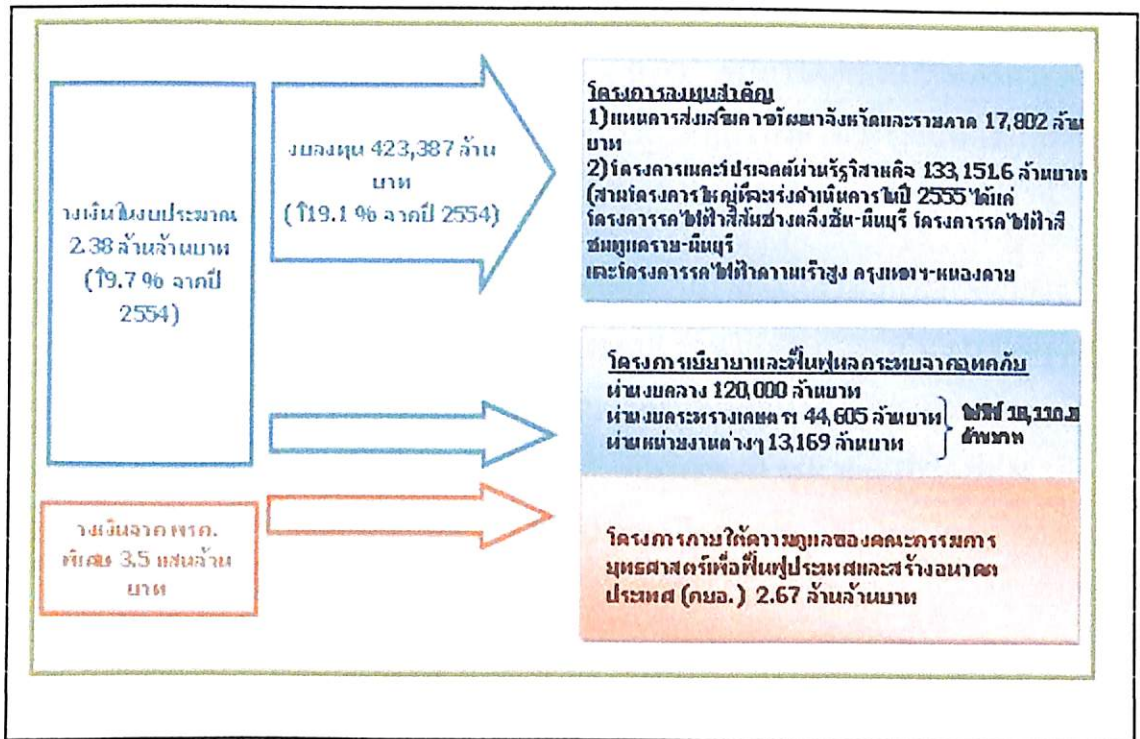 วงเงินในงบประมาณ
2.38 ล้านล้านบาท
(↑9.7 % จากปี
2554)
งบลงทุน 423,387 ล้าน
บาท
(↑19.1 % จากปี 2554)
โครงการลงทุนสำคัญ
1)แผนการส่งเสริมการพัฒนาจังหวัดและรายภาค 17,802 ล้าน
บาท
2)โครงการเมกะโปรเจคต์ผ่านรัฐวิสาหกิจ 133,151.6 ล้านบาท
(สามโครงการใหญ่ที่จะเร่งดำเนินการในปี 2555 ได้แก่
โครงการรถไฟฟ้าสีส้มช่วงตลิ่งชัน-มีนบุรี โครงการรถไฟฟ้าสี
ชมพูแคราย-มีนบุรี
และโครงการรถไฟฟ้าความเร็วสูง กรุงเทพฯ-หนองคาย
โครงการเยียวยาและฟื้นฟูผลกระทบจากอุทกภัย
ผ่านงบกลาง 120,000 ล้านบาท
ผ่านงบกระทรวงเกษตรฯ 44,605 ล้านบาท
ผ่านหน่วยงานต่างๆ 13,169 ล้านบาท
ล้านบาท
วงเงินจาก พรก.
พิเศษ 3.5 แสนล้าน
บาท
โครงการภายใต้ความดูแลของคณะกรรมการ
ยุทธศาสตร์เพื่อฟื้นฟูประเทศและสร้างอนาคต
ประเทศ (กยอ.) 2.67 ล้านล้านบาท